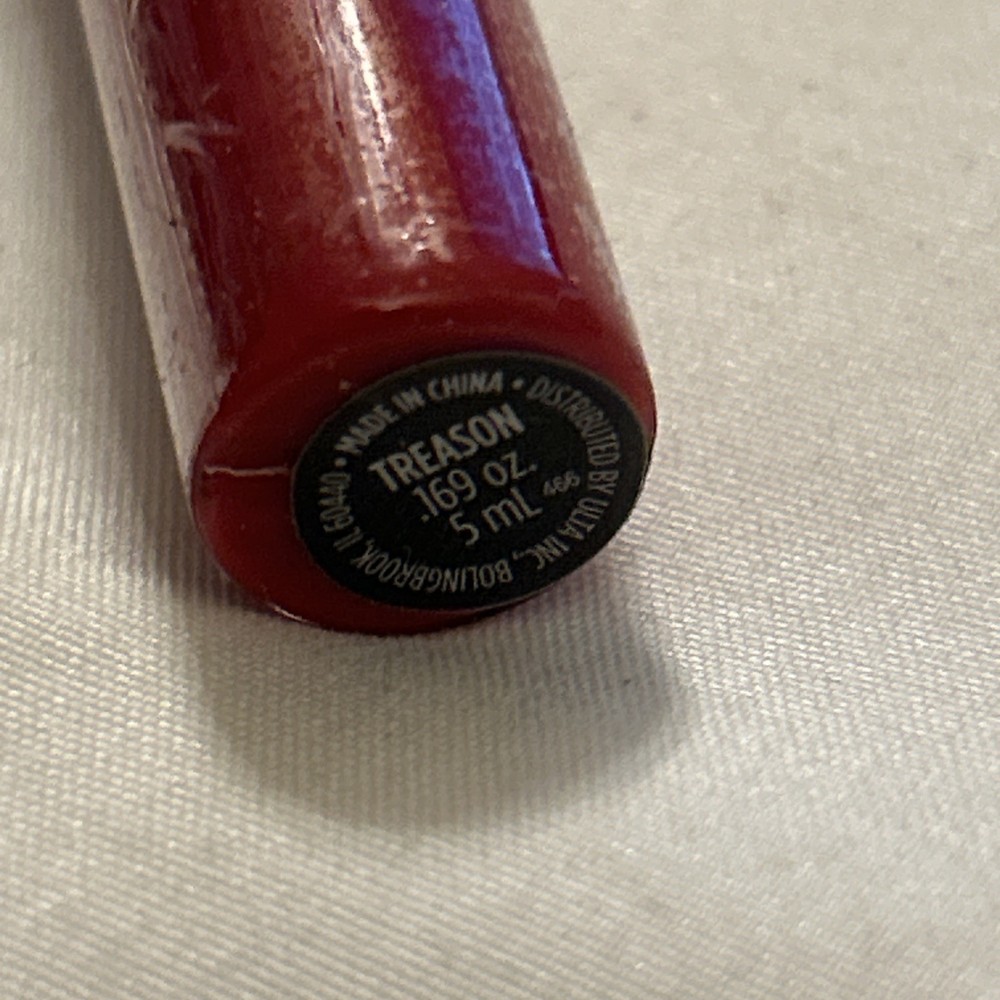 MADE IN CHINA • DISTRIBUTED BY ULTA INC., BOLINGBROOK, IL 60440 •
TREASON
.169 oz.
5 mL
466